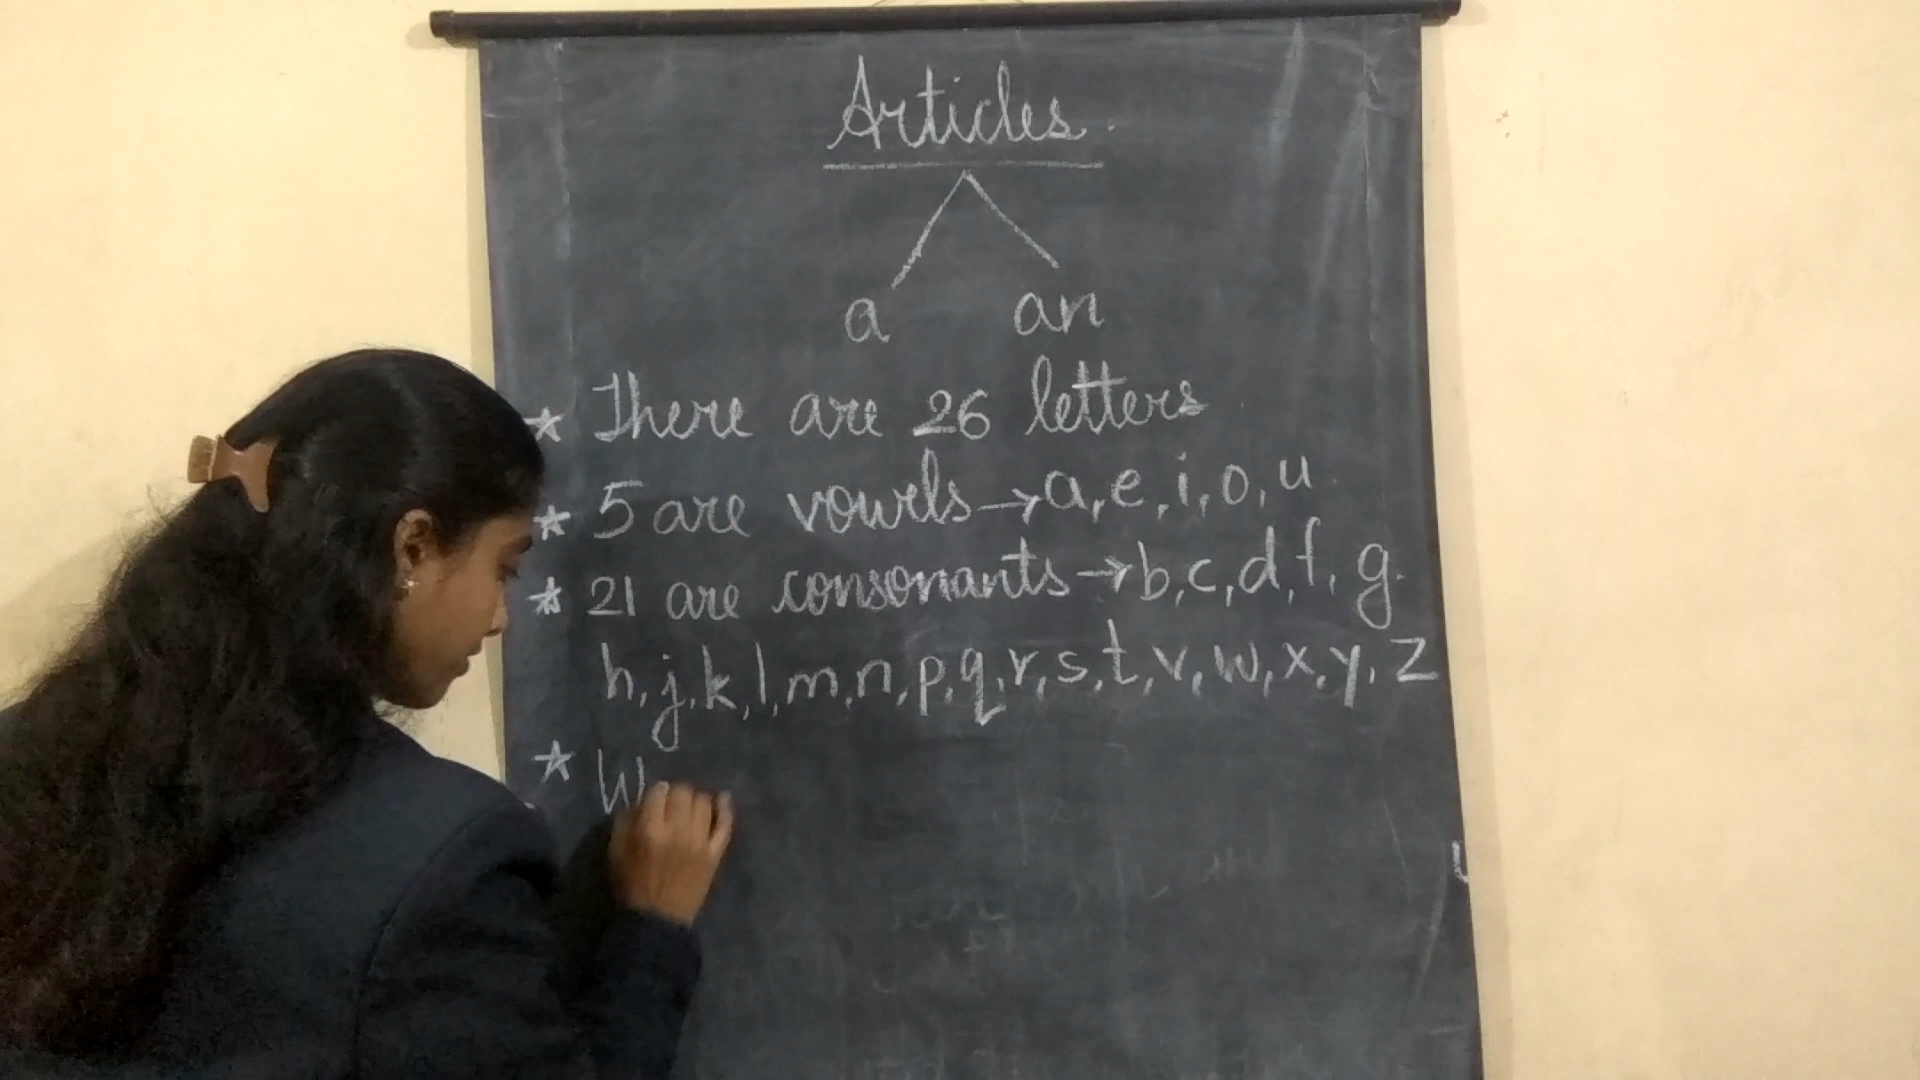 Articles
a an
★ There are 26 letters
★ 5 are vowels → a, e, i, o, u
★ 21 are consonants → b, c, d, f, g
h, j, k, l, m, n, p, q, r, s, t, v, w, x, y, z
★ W